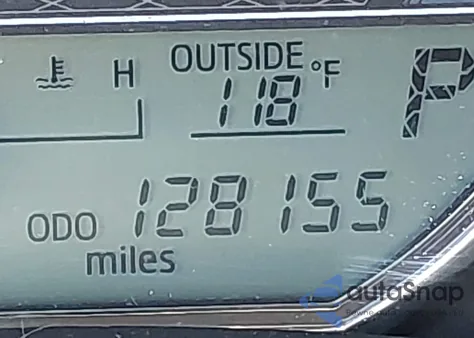 H OUTSIDE °F P
118
ODO 128155
miles
autoSnap